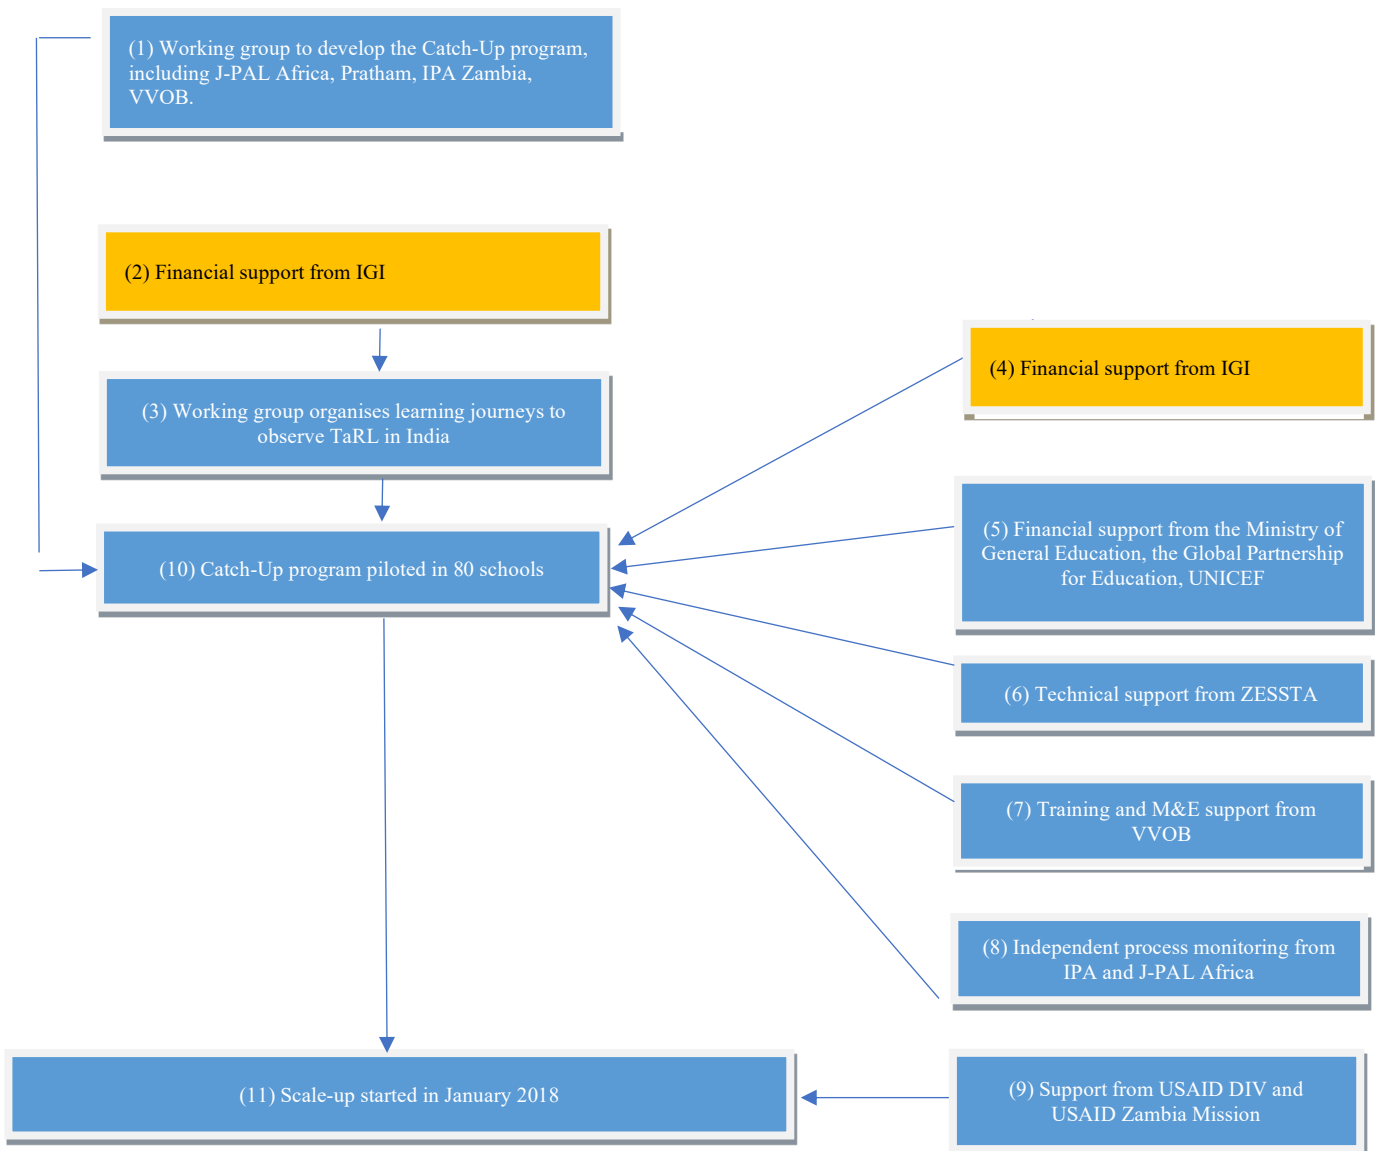 (1) Working group to develop the Catch-Up program,
including J-PAL Africa, Pratham, IPA Zambia,
VVOB.
(2) Financial support from IGI
(3) Working group organises learning journeys to
observe TaRL in India
(4) Financial support from IGI
(5) Financial support from the Ministry of
General Education, the Global Partnership
for Education, UNICEF
(10) Catch-Up program piloted in 80 schools
(6) Technical support from ZESSTA
(7) Training and M&E support from
VVOB
(8) Independent process monitoring from
IPA and J-PAL Africa
(11) Scale-up started in January 2018
(9) Support from USAID DIV and
USAID Zambia Mission